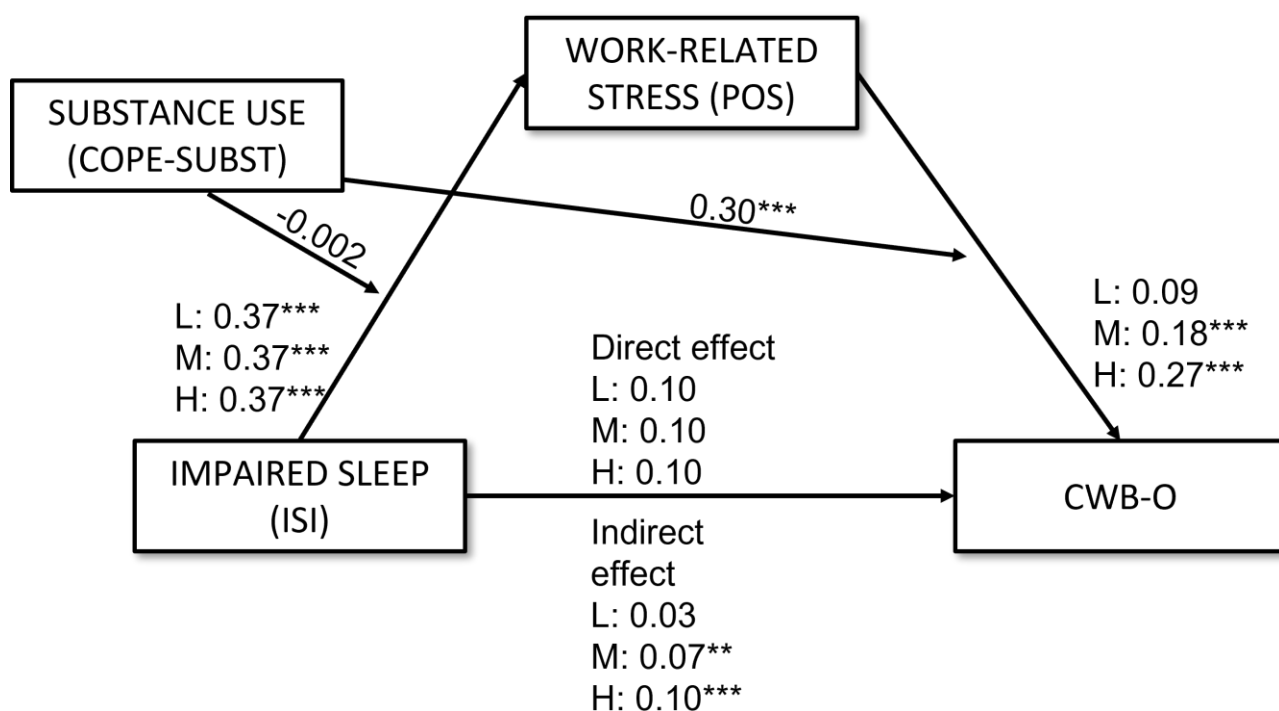 WORK-RELATED
STRESS (POS)
SUBSTANCE USE
(COPE-SUBST)
-0.002
0.30***
L: 0.37***
M: 0.37***
H: 0.37***
L: 0.09
M: 0.18***
H: 0.27***
Direct effect
L: 0.10
M: 0.10
H: 0.10
IMPAIRED SLEEP
(ISI)
CWB-O
Indirect
effect
L: 0.03
M: 0.07**
H: 0.10***